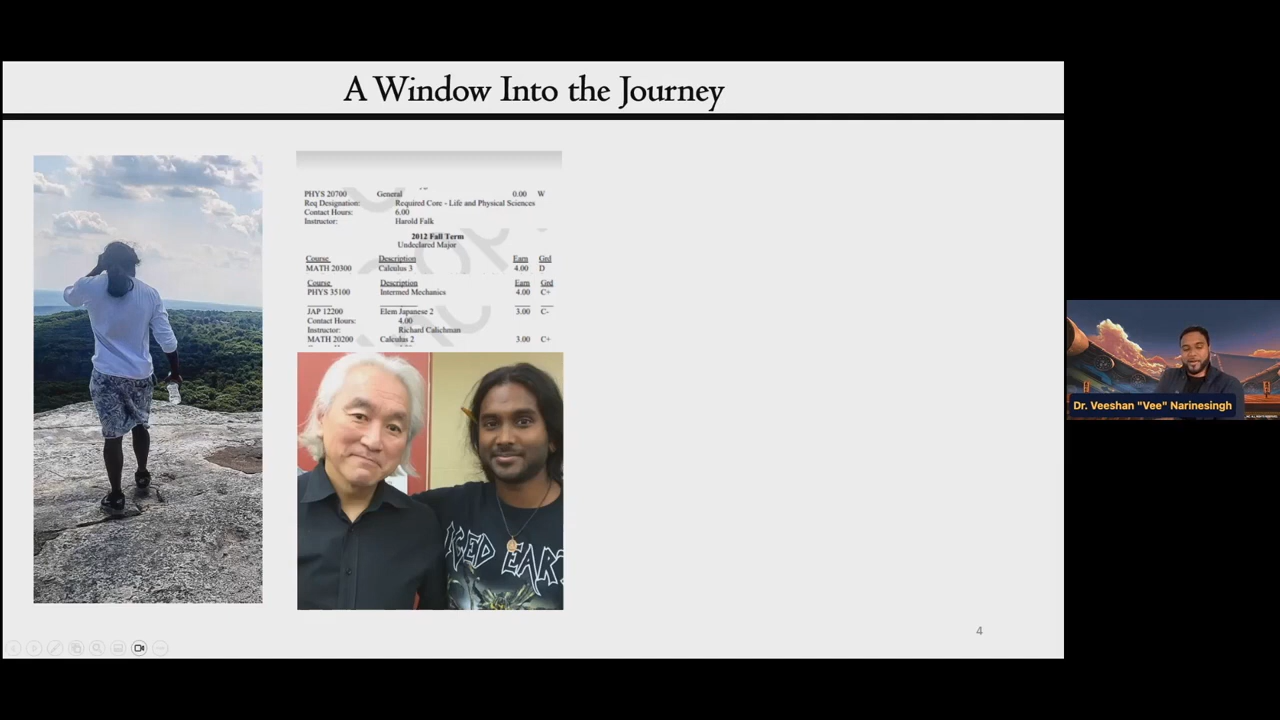 A Window Into the Journey
PHYS 20700 General 0.00 W
Req Designation: Required Core - Life and Physical Sciences
Contact Hours: 6.00
Instructor: Harold Falk
2012 Fall Term
Undeclared Major
Course Description Earn Grd
MATH 20300 Calculus 3 4.00 D
Course Description Earn Grd
PHYS 35100 Intermed Mechanics 4.00 C+
JAP 12200 Elem Japanese 2 3.00 C-
Contact Hours: 4.00
Instructor: Richard Calichman
MATH 20200 Calculus 2 3.00 C+
ICED EART
4
Dr. Veeshan "Vee" Narinesingh